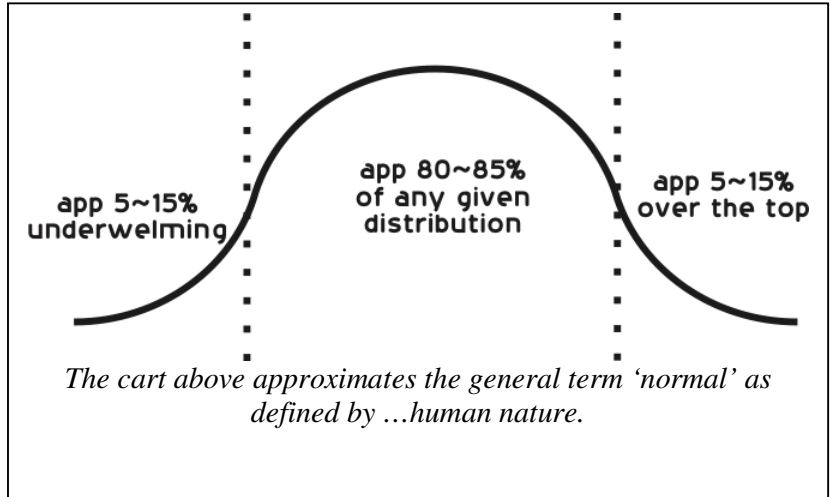 app 5~15%
underwelming
app 80~85%
of any given
distribution
app 5~15%
over the top
The cart above approximates the general term ‘normal’ as
defined by …human nature.